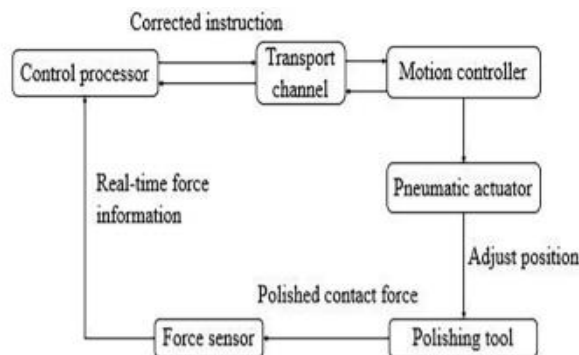 Corrected instruction
Control processor
Transport
channel
Motion controller
Real-time force
information
Pneumatic actuator
Adjust position
Polished contact force
Force sensor
Polishing tool